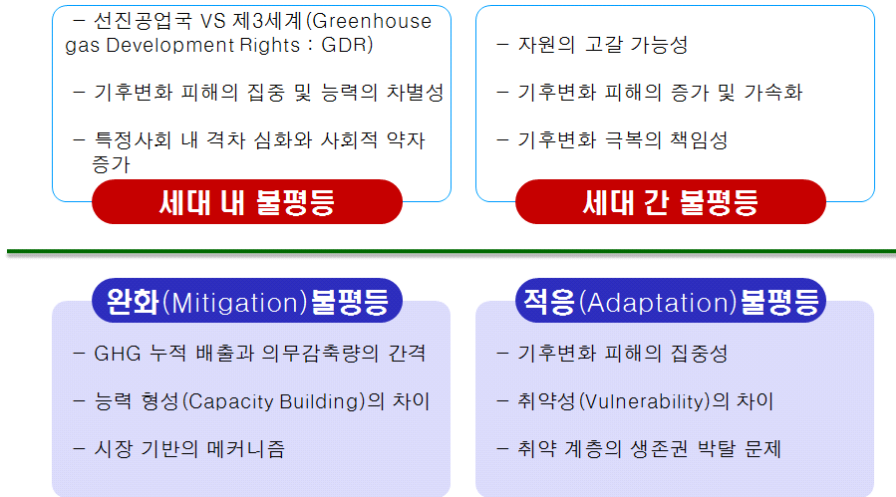 – 선진공업국 VS 제3세계(Greenhouse
gas Development Rights : GDR)
– 기후변화 피해의 집중 및 능력의 차별성
– 특정사회 내 격차 심화와 사회적 약자
증가
세대 내 불평등
– 자원의 고갈 가능성
– 기후변화 피해의 증가 및 가속화
– 기후변화 극복의 책임성
세대 간 불평등
완화(Mitigation)불평등
– GHG 누적 배출과 의무감축량의 간격
– 능력 형성(Capacity Building)의 차이
– 시장 기반의 메커니즘
적응(Adaptation)불평등
– 기후변화 피해의 집중성
– 취약성(Vulnerability)의 차이
– 취약 계층의 생존권 박탈 문제